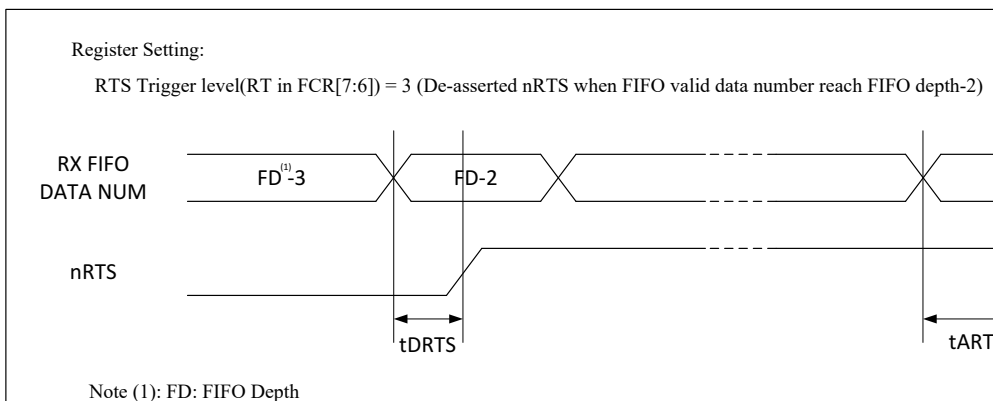 Register Setting:
RTS Trigger level(RT in FCR[7:6]) = 3 (De-asserted nRTS when FIFO valid data number reach FIFO depth-2)
RX FIFO
DATA NUM
FD(1)-3
FD-2
nRTS
tDRTS
tART
Note (1): FD: FIFO Depth